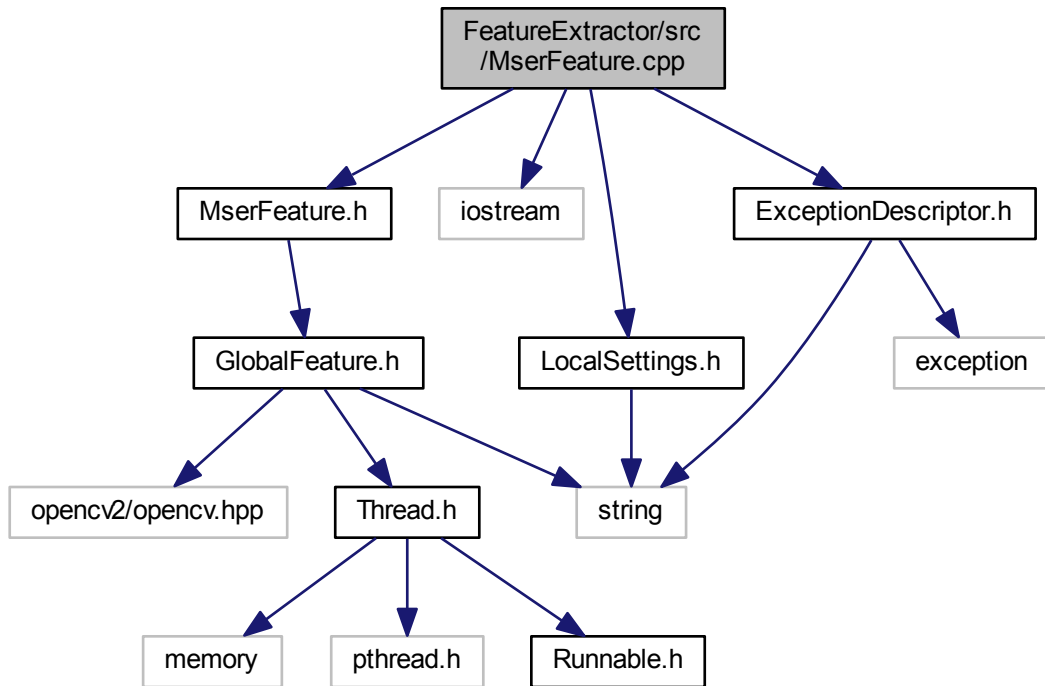 FeatureExtractor/src
/MserFeature.cpp
MserFeature.h
iostream
ExceptionDescriptor.h
GlobalFeature.h
LocalSettings.h
exception
opencv2/opencv.hpp
Thread.h
string
memory
pthread.h
Runnable.h